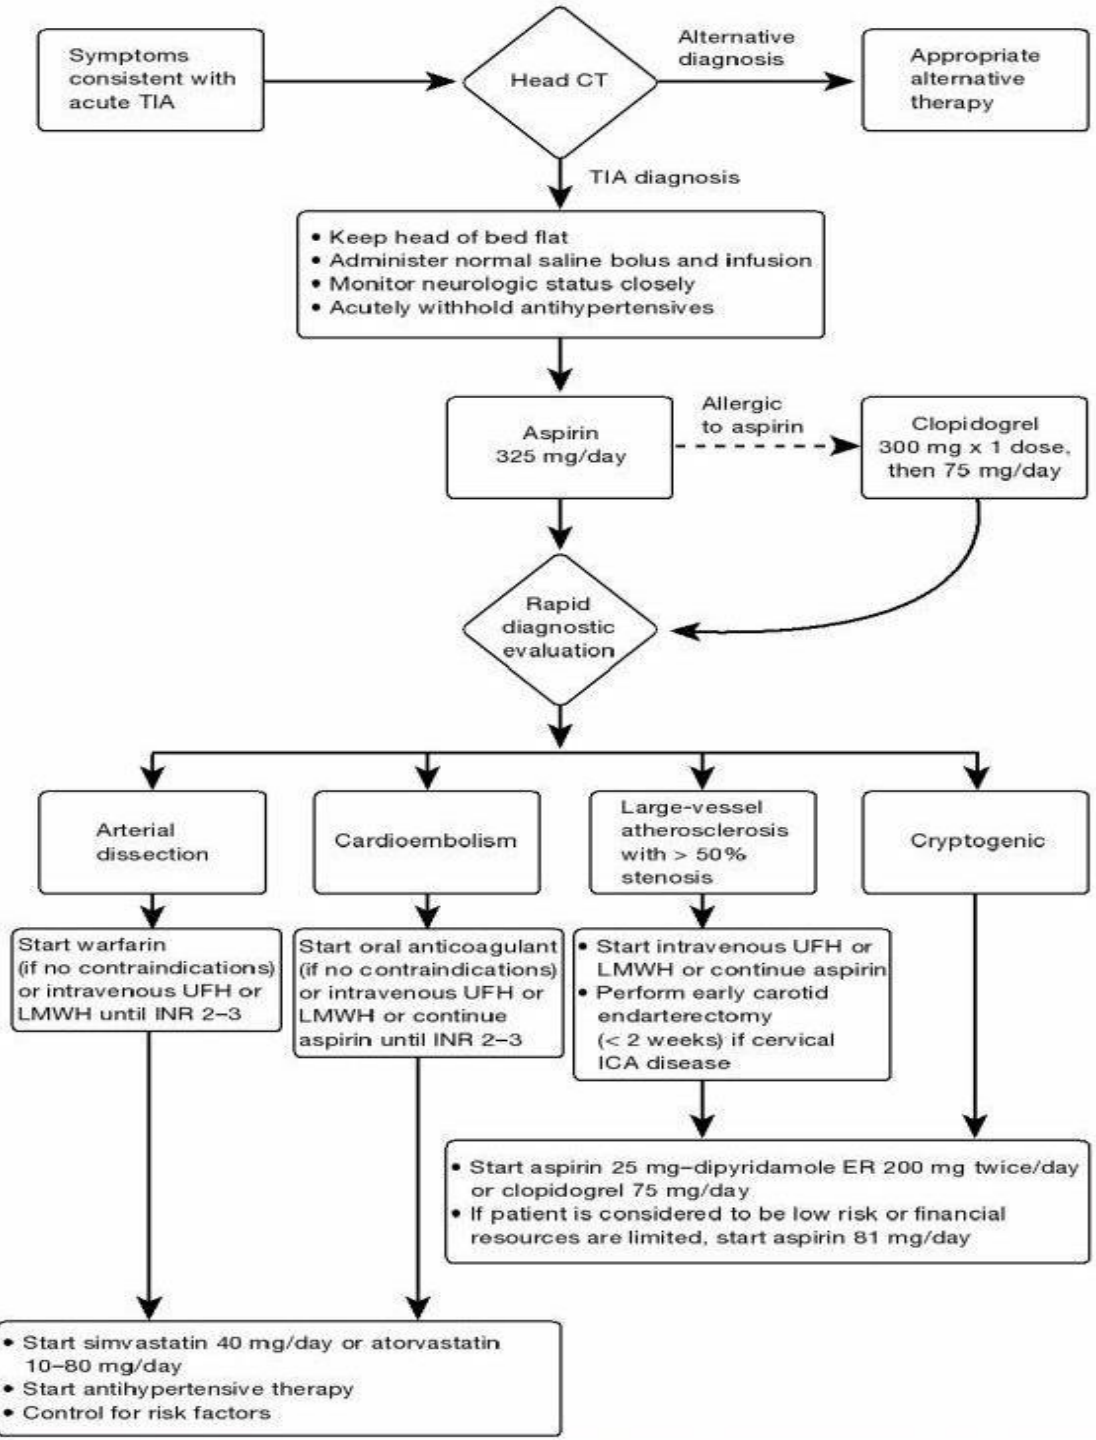 Symptoms
consistent with
acute TIA
Head CT
Alternative
diagnosis
Appropriate
alternative
therapy
TIA diagnosis
• Keep head of bed flat
• Administer normal saline bolus and infusion
• Monitor neurologic status closely
• Acutely withhold antihypertensives
Aspirin
325 mg/day
Allergic
to aspirin
Clopidogrel
300 mg x 1 dose,
then 75 mg/day
Rapid
diagnostic
evaluation
Arterial
dissection
Cardioembolism
Large-vessel
atherosclerosis
with > 50%
stenosis
Cryptogenic
Start warfarin
(if no contraindications)
or intravenous UFH or
LMWH until INR 2–3
Start oral anticoagulant
(if no contraindications)
or intravenous UFH or
LMWH or continue
aspirin until INR 2–3
• Start intravenous UFH or
LMWH or continue aspirin
• Perform early carotid
endarterectomy
(< 2 weeks) if cervical
ICA disease
• Start aspirin 25 mg–dipyridamole ER 200 mg twice/day
or clopidogrel 75 mg/day
• If patient is considered to be low risk or financial
resources are limited, start aspirin 81 mg/day
• Start simvastatin 40 mg/day or atorvastatin
10–80 mg/day
• Start antihypertensive therapy
• Control for risk factors